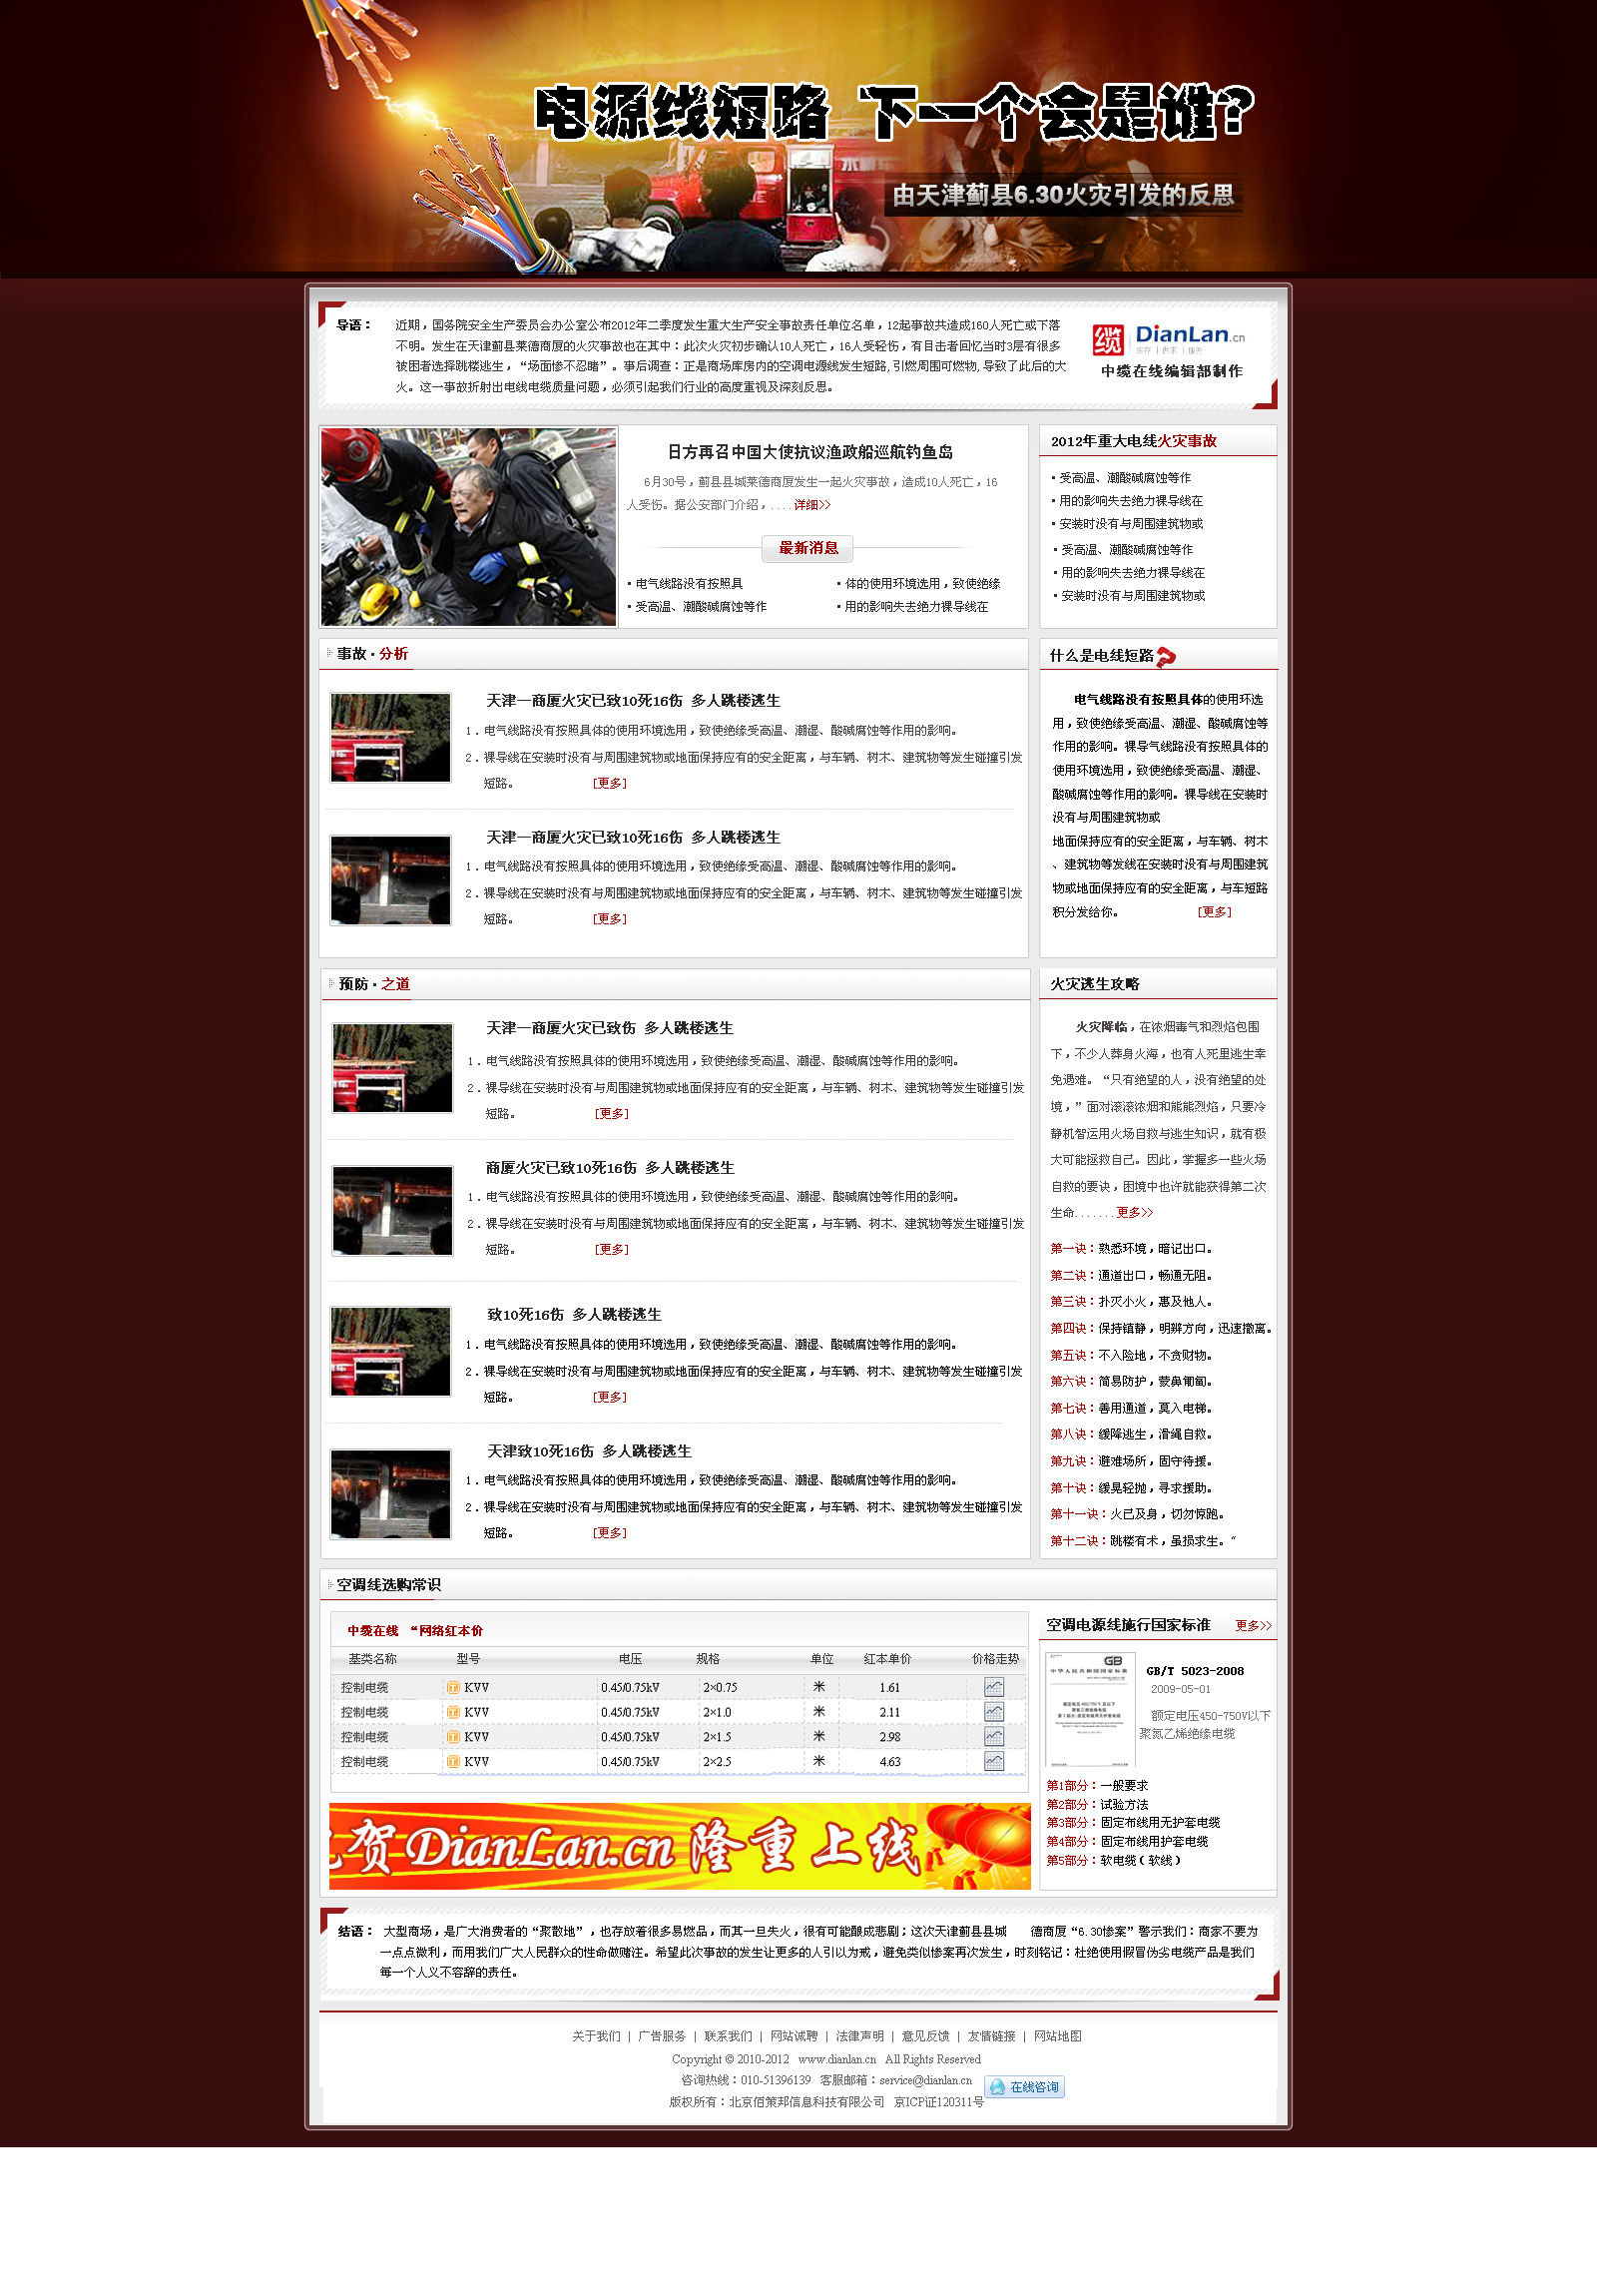 电源线短路 下一个会是谁?
由天津蓟县6.30火灾引发的反思
导语：
近期，国务院安全生产委员会办公室公布2012年二季度发生重大生产安全事故责任单位名单，12起事故共造成160人死亡或下落
不明。发生在天津蓟县莱德商厦的火灾事故也在其中：此次火灾初步确认10人死亡，16人受轻伤，有目击者回忆当时3层有很多
被困者选择跳楼逃生，“场面惨不忍睹”。事后调查：正是商场库房内的空调电源线发生短路,引燃周围可燃物,导致了此后的大
火。这一事故折射出电线电缆质量问题，必须引起我们行业的高度重视及深刻反思。
缆 DianLan.cn
库存 | 供求 | 服务
中缆在线编辑部制作
日方再召中国大使抗议渔政船巡航钓鱼岛
6月30号，蓟县县城莱德商厦发生一起火灾事故，造成10人死亡，16
人受伤。据公安部门介绍，....详细>>
最新消息
▪ 电气线路没有按照具
▪ 体的使用环境选用，致使绝缘
▪ 受高温、潮酸碱腐蚀等作
▪ 用的影响失去绝力裸导线在
2012年重大电线火灾事故
▪ 受高温、潮酸碱腐蚀等作
▪ 用的影响失去绝力裸导线在
▪ 安装时没有与周围建筑物或
▪ 受高温、潮酸碱腐蚀等作
▪ 用的影响失去绝力裸导线在
▪ 安装时没有与周围建筑物或
事故·分析
天津一商厦火灾已致10死16伤 多人跳楼逃生
1．电气线路没有按照具体的使用环境选用，致使绝缘受高温、潮湿、酸碱腐蚀等作用的影响。
2．裸导线在安装时没有与周围建筑物或地面保持应有的安全距离，与车辆、树木、建筑物等发生碰撞引发
短路。 [更多]
天津一商厦火灾已致10死16伤 多人跳楼逃生
1．电气线路没有按照具体的使用环境选用，致使绝缘受高温、潮湿、酸碱腐蚀等作用的影响。
2．裸导线在安装时没有与周围建筑物或地面保持应有的安全距离，与车辆、树木、建筑物等发生碰撞引发
短路。 [更多]
什么是电线短路?
电气线路没有按照具体的使用环选
用，致使绝缘受高温、潮湿、酸碱腐蚀等
作用的影响。裸导气线路没有按照具体的
使用环境选用，致使绝缘受高温、潮湿、
酸碱腐蚀等作用的影响。裸导线在安装时
没有与周围建筑物或
地面保持应有的安全距离，与车辆、树木
、建筑物等发线在安装时没有与周围建筑
物或地面保持应有的安全距离，与车短路
积分发给你。 [更多]
预防·之道
天津一商厦火灾已致伤 多人跳楼逃生
1．电气线路没有按照具体的使用环境选用，致使绝缘受高温、潮湿、酸碱腐蚀等作用的影响。
2．裸导线在安装时没有与周围建筑物或地面保持应有的安全距离，与车辆、树木、建筑物等发生碰撞引发
短路。 [更多]
商厦火灾已致10死16伤 多人跳楼逃生
1．电气线路没有按照具体的使用环境选用，致使绝缘受高温、潮湿、酸碱腐蚀等作用的影响。
2．裸导线在安装时没有与周围建筑物或地面保持应有的安全距离，与车辆、树木、建筑物等发生碰撞引发
短路。 [更多]
致10死16伤 多人跳楼逃生
1．电气线路没有按照具体的使用环境选用，致使绝缘受高温、潮湿、酸碱腐蚀等作用的影响。
2．裸导线在安装时没有与周围建筑物或地面保持应有的安全距离，与车辆、树木、建筑物等发生碰撞引发
短路。 [更多]
天津致10死16伤 多人跳楼逃生
1．电气线路没有按照具体的使用环境选用，致使绝缘受高温、潮湿、酸碱腐蚀等作用的影响。
2．裸导线在安装时没有与周围建筑物或地面保持应有的安全距离，与车辆、树木、建筑物等发生碰撞引发
短路。 [更多]
火灾逃生攻略
火灾降临，在浓烟毒气和烈焰包围
下，不少人葬身火海，也有人死里逃生幸
免遇难。“只有绝望的人，没有绝望的处
境，”面对滚滚浓烟和熊熊烈焰，只要冷
静机智运用火场自救与逃生知识，就有极
大可能拯救自己。因此，掌握多一些火场
自救的要诀，困境中也许就能获得第二次
生命.......更多>>
第一诀：熟悉环境，暗记出口。
第二诀：通道出口，畅通无阻。
第三诀：扑灭小火，惠及他人。
第四诀：保持镇静，明辨方向，迅速撤离。
第五诀：不入险地，不贪财物。
第六诀：简易防护，蒙鼻匍匐。
第七诀：善用通道，莫入电梯。
第八诀：缓降逃生，滑绳自救。
第九诀：避难场所，固守待援。
第十诀：缓晃轻抛，寻求援助。
第十一诀：火己及身，切勿惊跑。
第十二诀：跳楼有术，虽损求生。”
空调线选购常识
中缆在线 “网络红本价
基类名称 型号 电压 规格 单位 红本单价 价格走势
控制电缆 T KVV 0.45/0.75kV 2×0.75 米 1.61
控制电缆 T KVV 0.45/0.75kV 2×1.0 米 2.11
控制电缆 T KVV 0.45/0.75kV 2×1.5 米 2.98
控制电缆 T KVV 0.45/0.75kV 2×2.5 米 4.63
贺DianLan.cn 隆重上线
空调电源线施行国家标准 更多>>
GB
中华人民共和国国家标准
GB/T 5023-2008
2009-05-01
额定电压450-750V以下
聚氮乙烯绝缘电缆
第1部分：一般要求
第2部分：试验方法
第3部分：固定布线用无护套电缆
第4部分：固定布线用护套电缆
第5部分：软电缆（软线）
结语： 大型商场，是广大消费者的“聚散地”，也存放着很多易燃品，而其一旦失火，很有可能酿成悲剧；这次天津蓟县县城 德商厦“6.30惨案”警示我们：商家不要为
一点点微利，而用我们广大人民群众的性命做赌注。希望此次事故的发生让更多的人引以为戒，避免类似惨案再次发生，时刻铭记：杜绝使用假冒伪劣电缆产品是我们
每一个人义不容辞的责任。
关于我们 | 广告服务 | 联系我们 | 网站诚聘 | 法律声明 | 意见反馈 | 友情链接 | 网站地图
Copyright © 2010-2012 www.dianlan.cn All Rights Reserved
咨询热线：010-51396139 客服邮箱：service@dianlan.cn
在线咨询
版权所有：北京佰策邦信息科技有限公司 京ICP证120311号